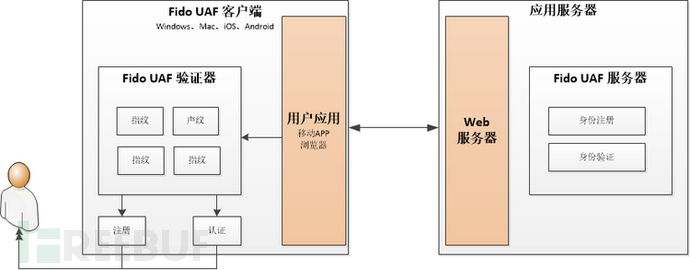 Fido UAF 客户端
Windows、Mac、iOS、Android
Fido UAF 验证器
指纹
声纹
指纹
指纹
注册
认证
用户应用
移动APP
浏览器
应用服务器
Web
服务器
Fido UAF 服务器
身份注册
身份验证
REEBUF